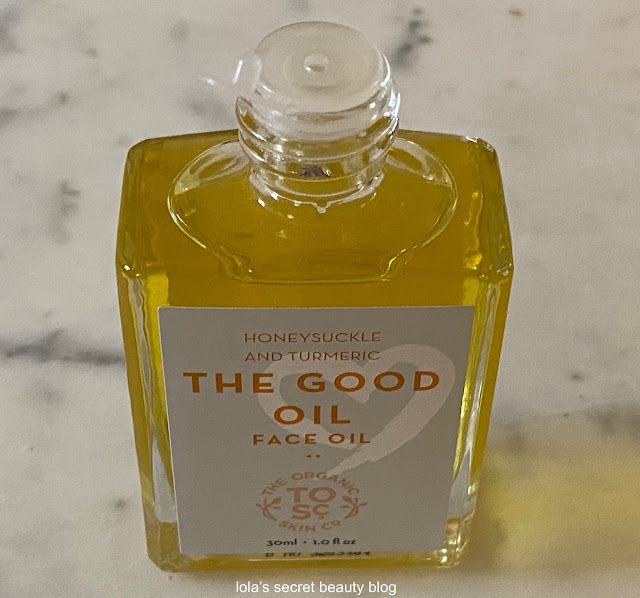 HONEYSUCKLE
AND TURMERIC
THE GOOD
OIL
FACE OIL
THE ORGANIC
TO
SC
SKIN CO
30ml · 1.0 fl oz
lola's secret beauty blog